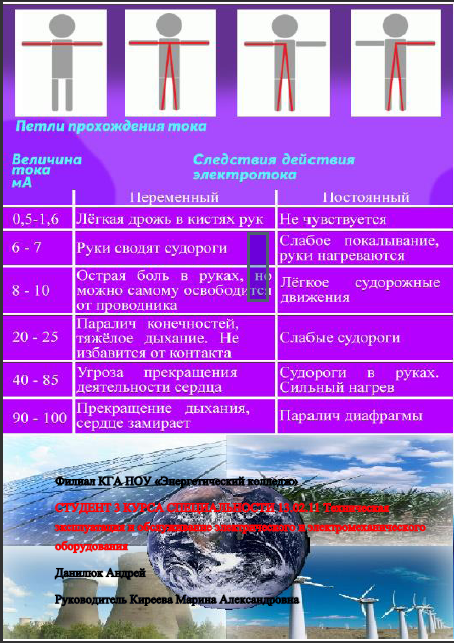 Петли прохождения тока
Величина тока мА
Следствия действия электротока
Переменный
Постоянный
0,5-1,6
Лёгкая дрожь в кистях рук
Не чувствуется
6 - 7
Руки сводят судороги
Слабое покалывание,
руки нагреваются
8 - 10
Острая боль в руках, но
можно самому освободится
от проводника
Лёгкое судорожные
движения
20 - 25
Паралич конечностей,
тяжёлое дыхание. Не
избавится от контакта
Слабые судороги
40 - 85
Угроза прекращения
деятельности сердца
Судороги в руках.
Сильный нагрев
90 - 100
Прекращение дыхания,
сердце замирает
Паралич диафрагмы
Филиал КГА ПОУ «Энергетический колледж»
СТУДЕНТ 3 КУРСА СПЕЦИАЛЬНОСТИ 13.02.11 Техническая
эксплуатация и обслуживание электрического и электромеханического
оборудования
Данилюк Андрей
Руководитель Киреева Марина Александровна